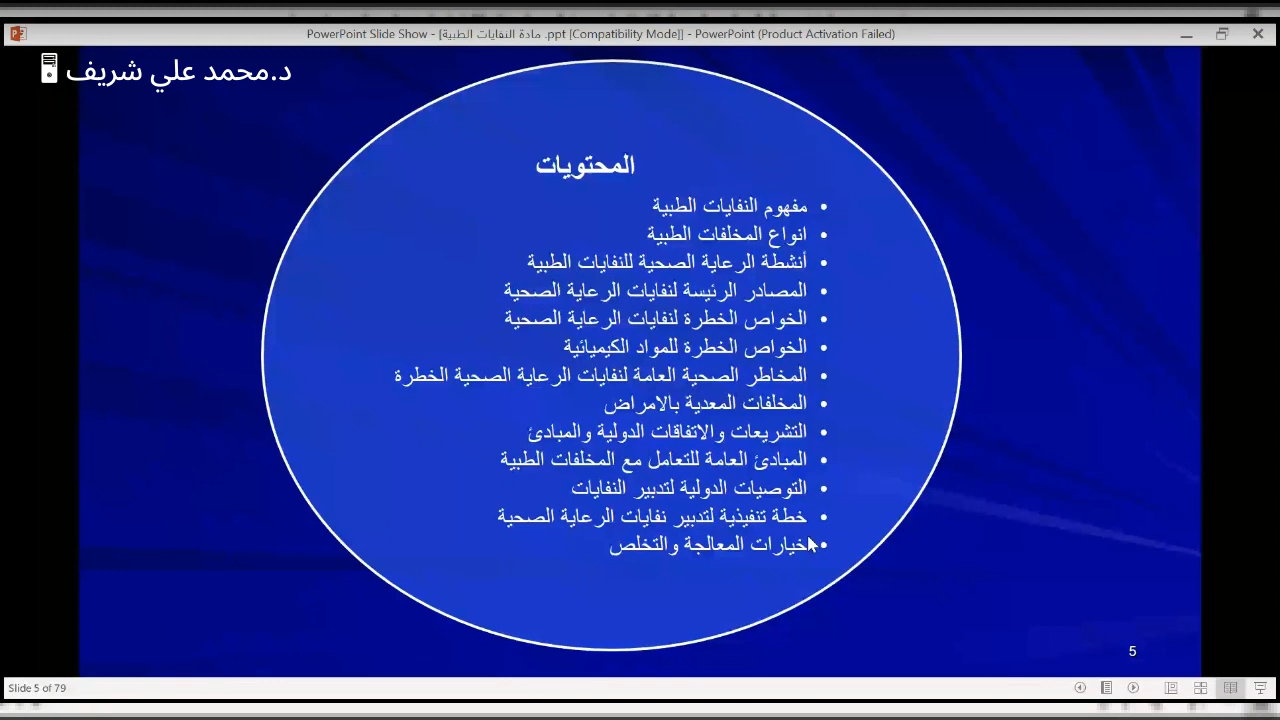 PowerPoint Slide Show - [مادة النفايات الطبية .ppt [Compatibility Mode]] - PowerPoint (Product Activation Failed)
د.محمد علي شريف
المحتويات
• مفهوم النفايات الطبية
• انواع المخلفات الطبية
• أنشطة الرعاية الصحية للنفايات الطبية
• المصادر الرئيسة لنفايات الرعاية الصحية
• الخواص الخطرة لنفايات الرعاية الصحية
• الخواص الخطرة للمواد الكيميائية
• المخاطر الصحية العامة لنفايات الرعاية الصحية الخطرة
• المخلفات المعدية بالامراض
• التشريعات والاتفاقات الدولية والمبادئ
• المبادئ العامة للتعامل مع المخلفات الطبية
• التوصيات الدولية لتدبير النفايات
• خطة تنفيذية لتدبير نفايات الرعاية الصحية
• خيارات المعالجة والتخلص
5
Slide 5 of 79